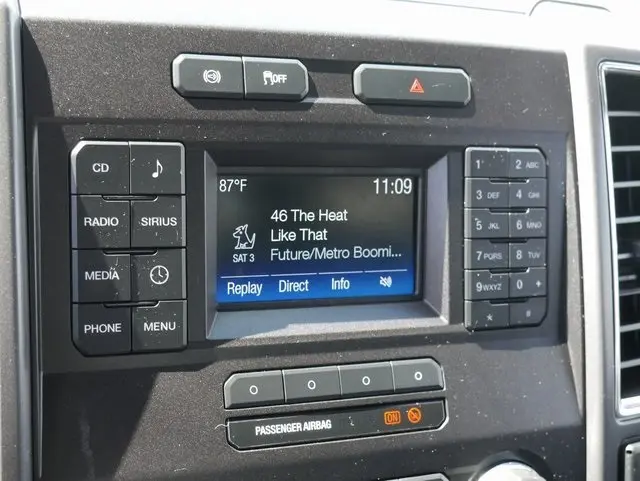 OFF
CD
RADIO SIRIUS
MEDIA
PHONE MENU
87°F 11:09
46 The Heat
Like That
SAT 3 Future/Metro Boomi...
Replay Direct Info
1 2 ABC
3 DEF 4 GHI
5 JKL 6 MNO
7 PQRS 8 TUV
9 WXYZ 0 +
* #
PASSENGER AIRBAG ON